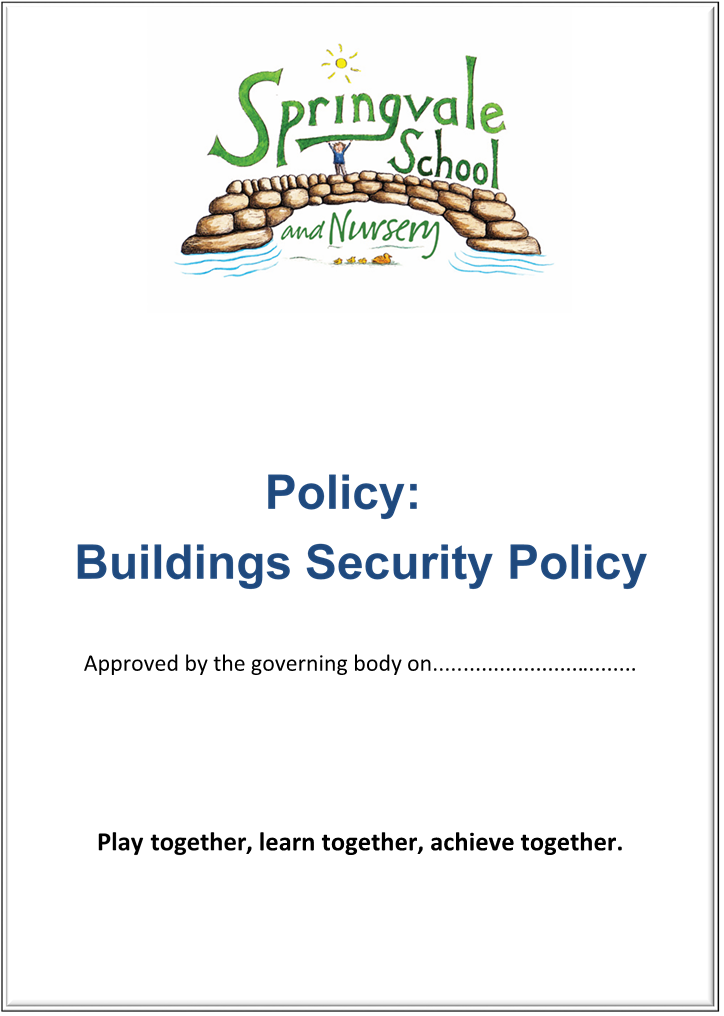 Springvale
School
and Nursery
Policy:
Buildings Security Policy
Approved by the governing body on..................................
Play together, learn together, achieve together.